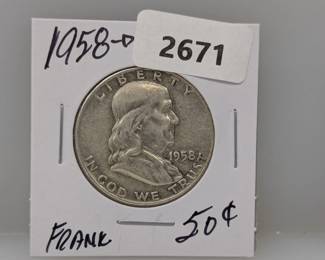 1958-D
2671
LIBERTY
1958
IN GOD WE TRUST
FRANK 50¢